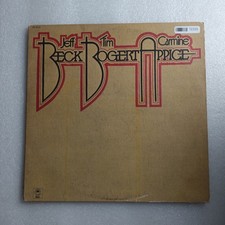 Jeff Tim Carmine
BECK BOGERT APPICE